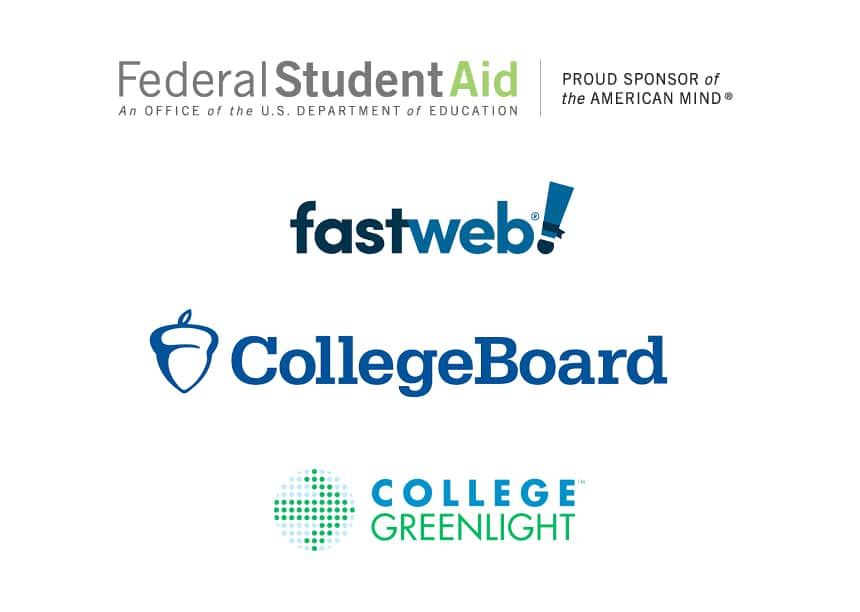 Federal Student Aid
An OFFICE of the U.S. DEPARTMENT of EDUCATION
PROUD SPONSOR of
the AMERICAN MIND®
fastweb!®
CollegeBoard
COLLEGE™
GREENLIGHT